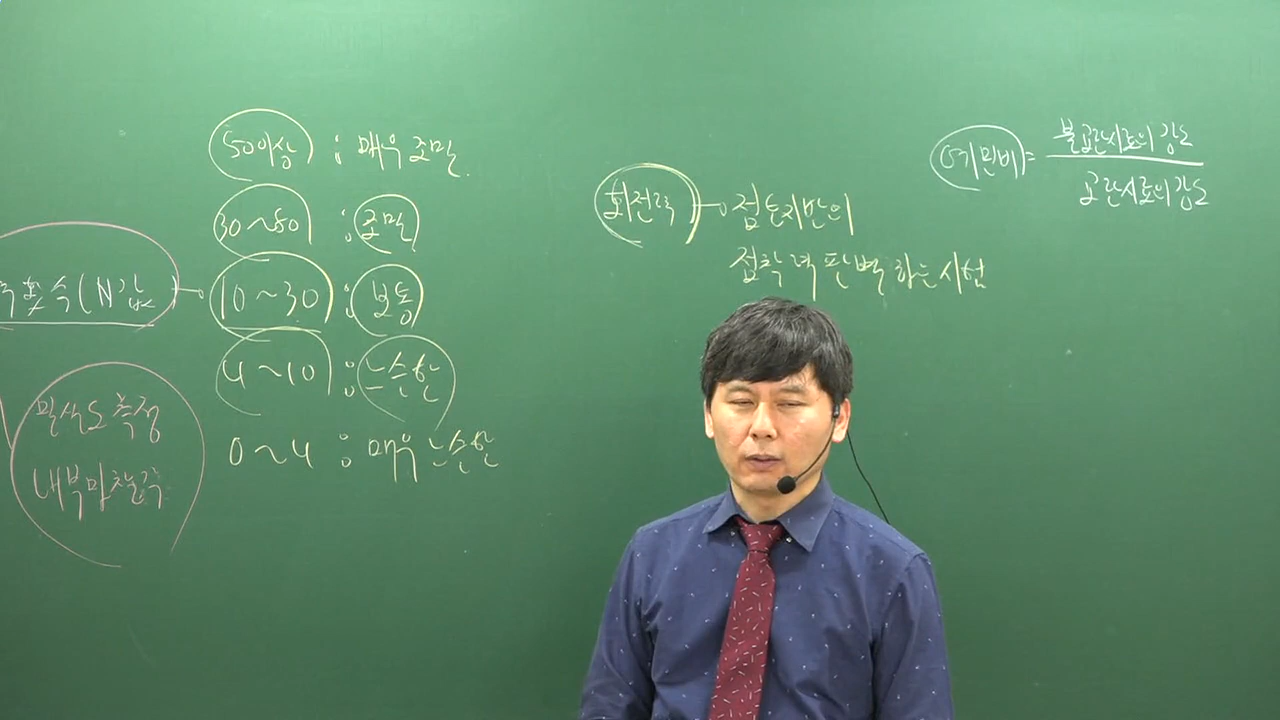 50이상 : 매우 조밀.
30~50 : 조밀
타횟수(N값
10~30 : 보통
4~10 : 느슨한
0~4 : 매우 느슨한
밀상도 측정
내부마찰각
회전력 점토지반의
점착력 판별하는 시험
예민비 = 불교란시료의 강도
교란시료의 강도